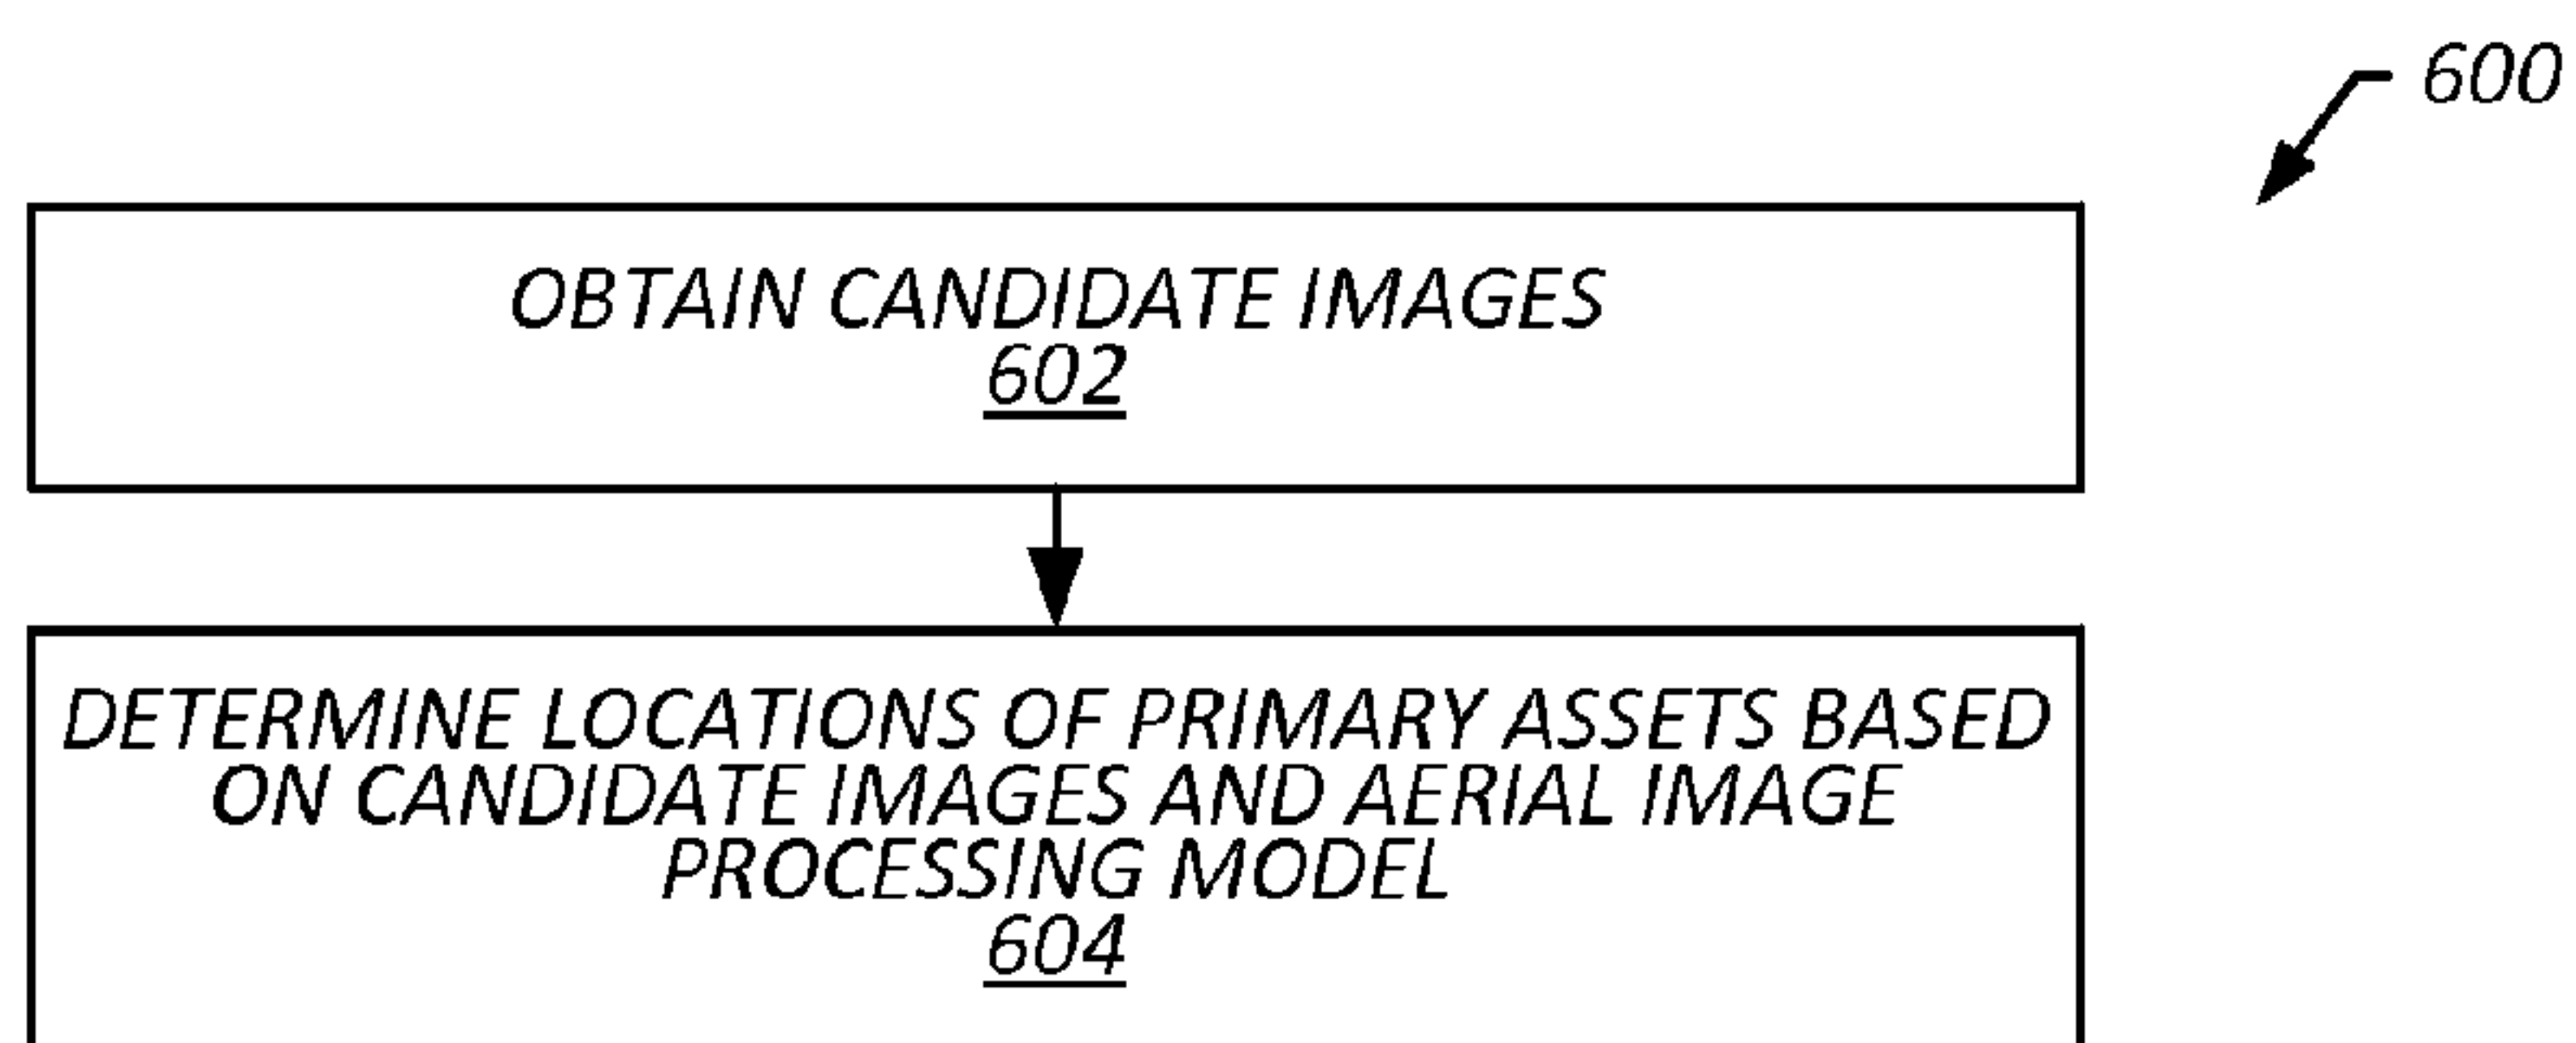 600
OBTAIN CANDIDATE IMAGES
602
DETERMINE LOCATIONS OF PRIMARY ASSETS BASED
ON CANDIDATE IMAGES AND AERIAL IMAGE
PROCESSING MODEL
604